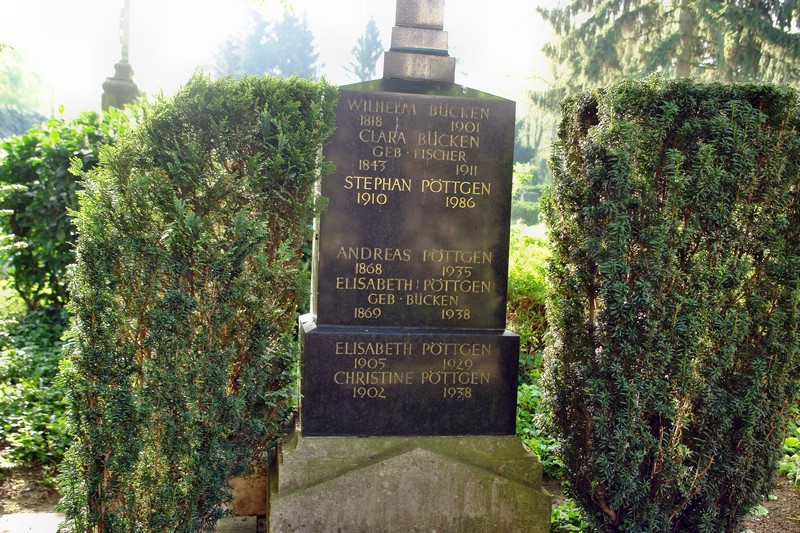 WILHELM BÜCKEN
1818 1901
CLARA BÜCKEN
GEB · FISCHER
1843 1911
STEPHAN PÖTTGEN
1910 1986
ANDREAS PÖTTGEN
1868 1935
ELISABETH PÖTTGEN
GEB · BÜCKEN
1869 1938
ELISABETH PÖTTGEN
1905 1929
CHRISTINE PÖTTGEN
1902 1938